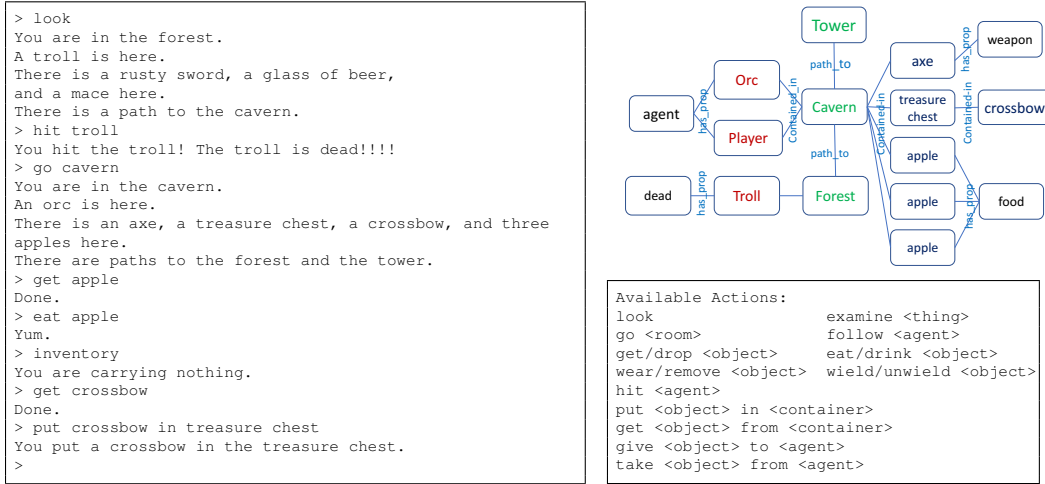 > look
You are in the forest.
A troll is here.
There is a rusty sword, a glass of beer,
and a mace here.
There is a path to the cavern.
> hit troll
You hit the troll! The troll is dead!!!!
> go cavern
You are in the cavern.
An orc is here.
There is an axe, a treasure chest, a crossbow, and three
apples here.
There are paths to the forest and the tower.
> get apple
Done.
> eat apple
Yum.
> inventory
You are carrying nothing.
> get crossbow
Done.
> put crossbow in treasure chest
You put a crossbow in the treasure chest.
>
Tower
path_to
axe
has_prop
weapon
Orc
agent
has_prop
Contained_in
Cavern
Contained-in
treasure
chest
Contained-in
crossbow
Player
path_to
apple
dead
has_prop
Troll
Forest
apple
has_prop
food
apple
Available Actions:
look examine <thing>
go <room> follow <agent>
get/drop <object> eat/drink <object>
wear/remove <object> wield/unwield <object>
hit <agent>
put <object> in <container>
get <object> from <container>
give <object> to <agent>
take <object> from <agent>